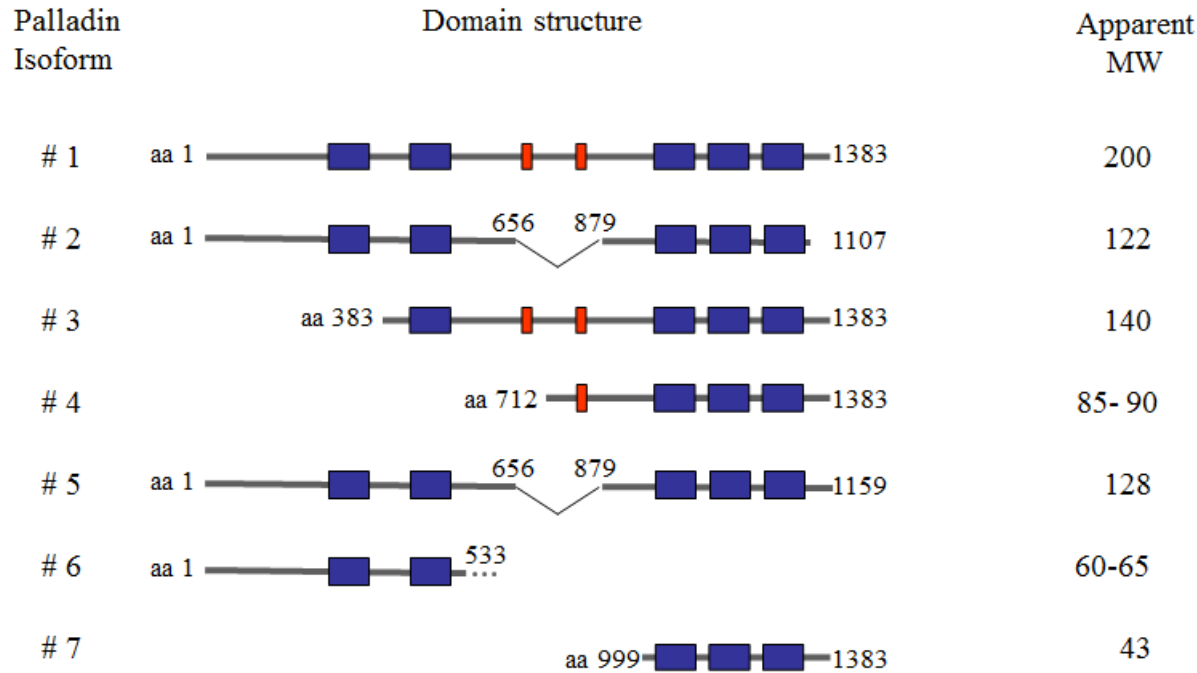 Palladin Isoform Domain structure Apparent MW
# 1 aa 1 1383 200
# 2 aa 1 656 879 1107 122
# 3 aa 383 1383 140
# 4 aa 712 1383 85- 90
# 5 aa 1 656 879 1159 128
# 6 aa 1 533 60-65
# 7 aa 999 1383 43